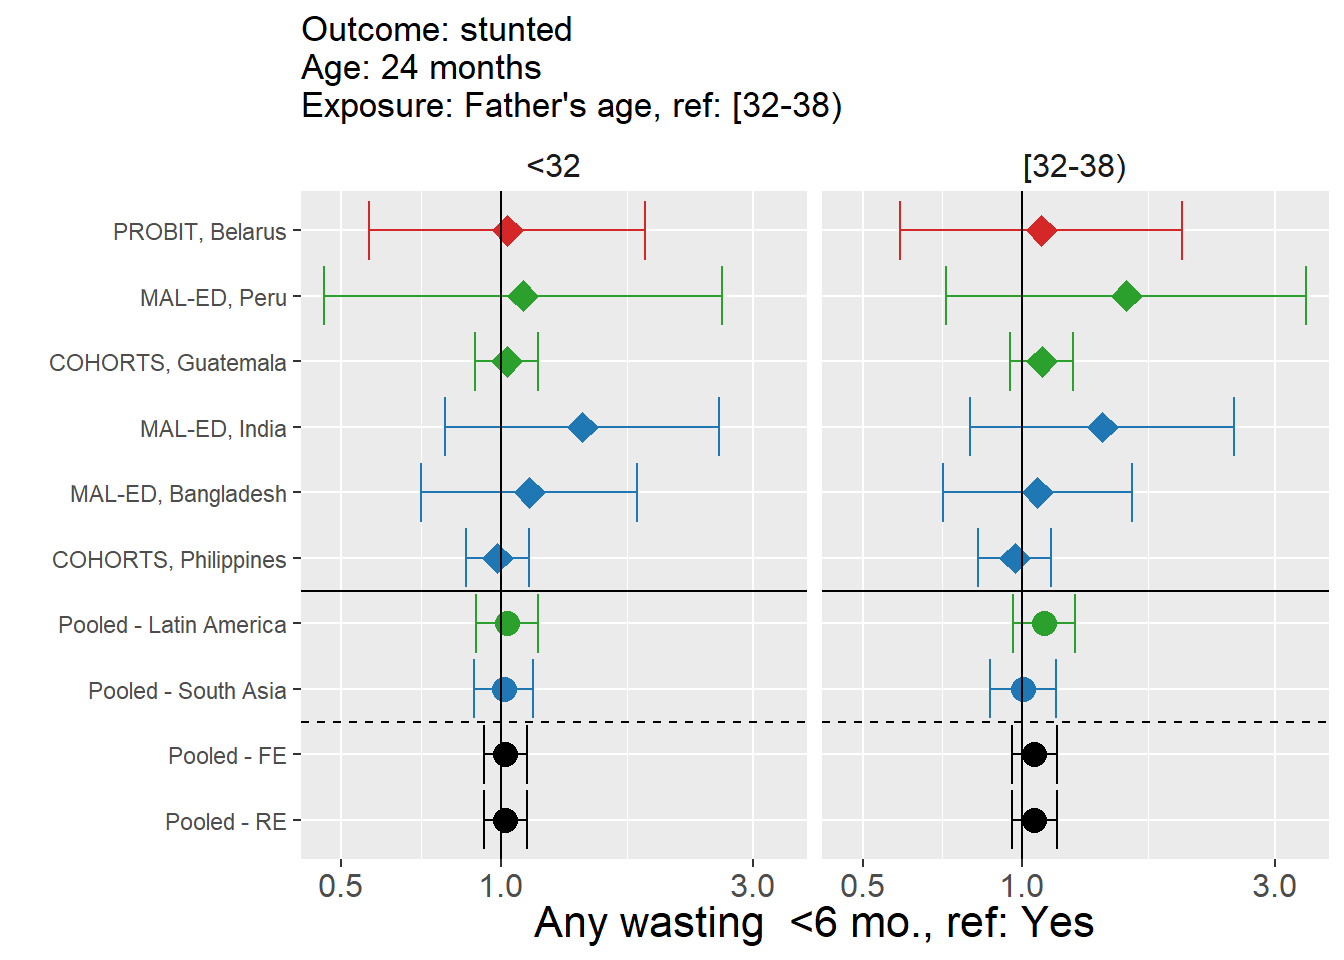 Outcome: stunted
Age: 24 months
Exposure: Father's age, ref: [32-38)
<32 [32-38)
PROBIT, Belarus
MAL-ED, Peru
COHORTS, Guatemala
MAL-ED, India
MAL-ED, Bangladesh
COHORTS, Philippines
Pooled - Latin America
Pooled - South Asia
Pooled - FE
Pooled - RE
0.5 1.0 3.0 0.5 1.0 3.0
Any wasting  <6 mo., ref: Yes